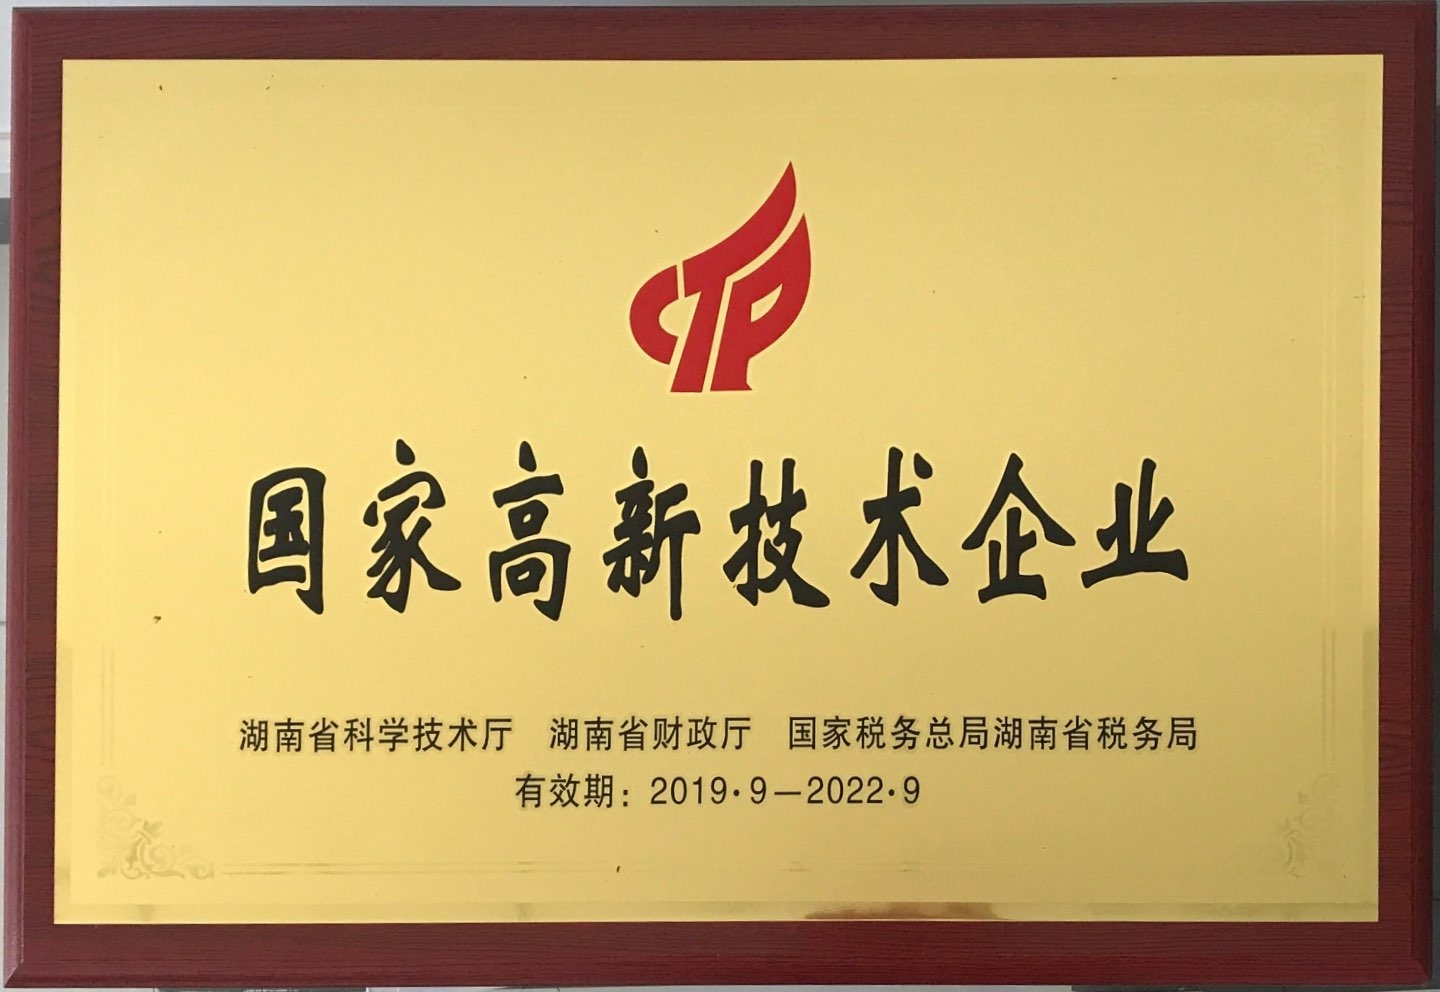 CTP
国家高新技术企业
湖南省科学技术厅 湖南省财政厅 国家税务总局湖南省税务局
有效期：2019·9—2022·9